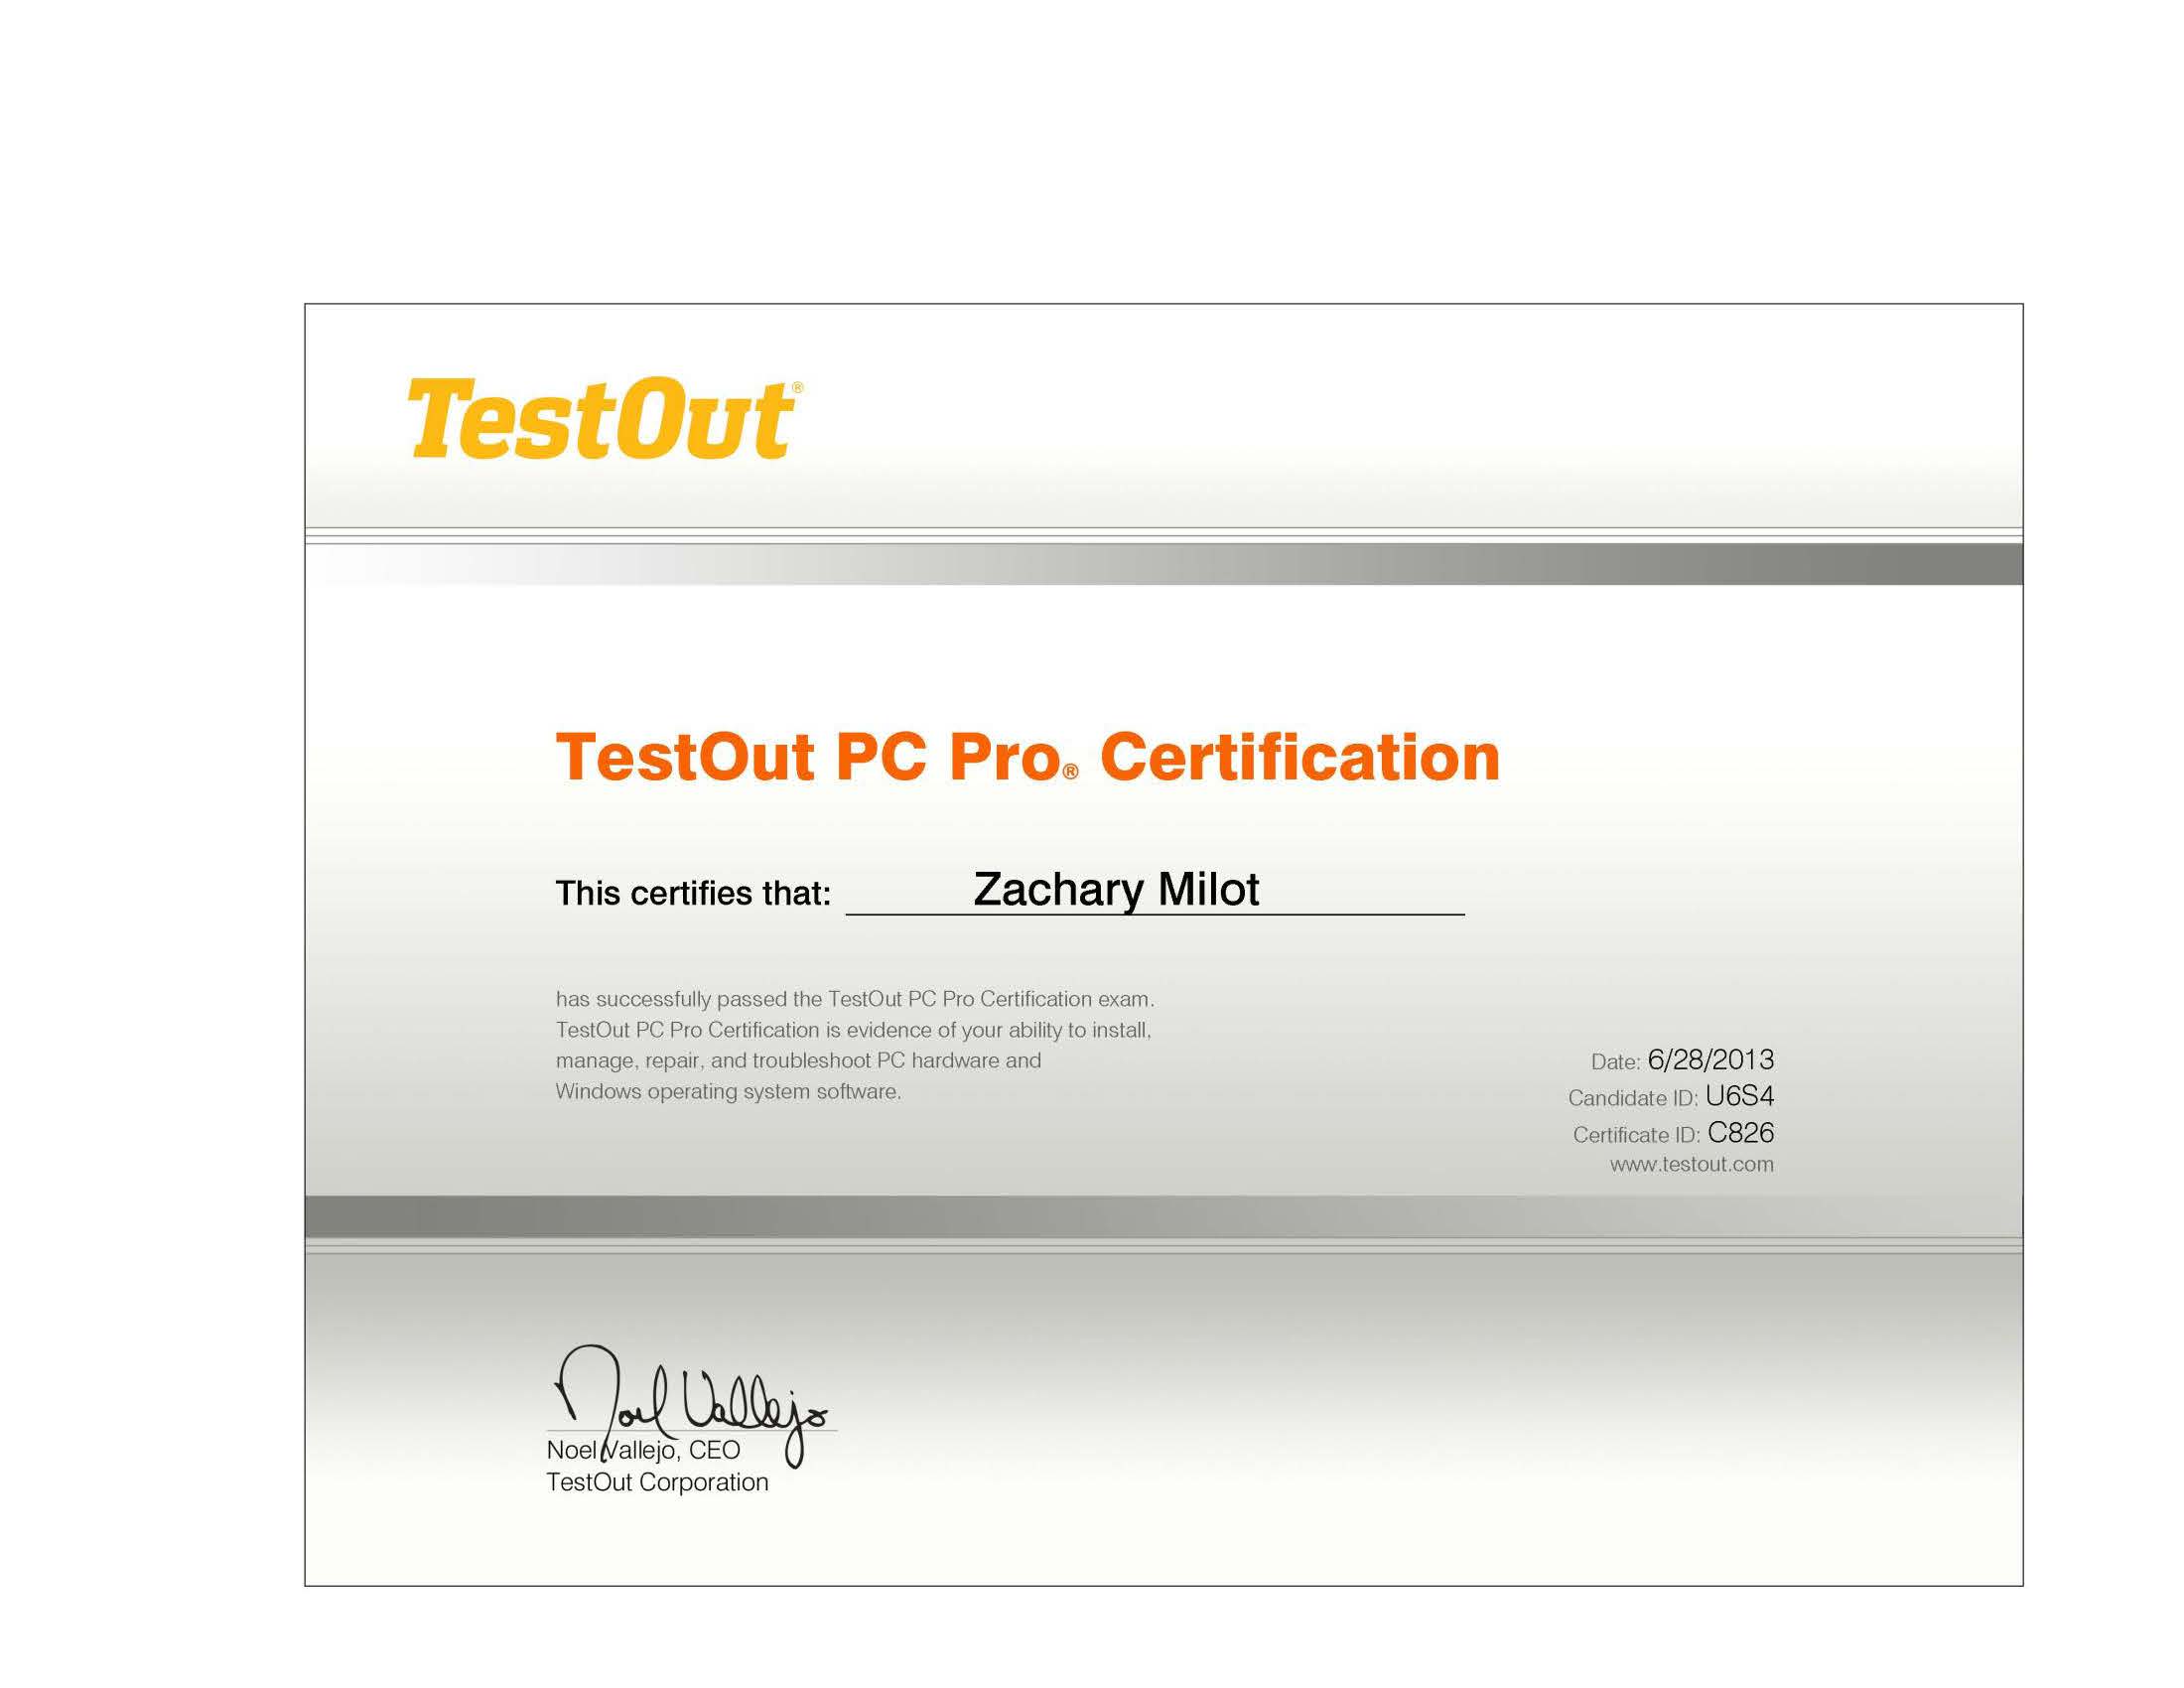 TestOut®
TestOut PC Pro® Certification
This certifies that: Zachary Milot
has successfully passed the TestOut PC Pro Certification exam.
TestOut PC Pro Certification is evidence of your ability to install,
manage, repair, and troubleshoot PC hardware and
Windows operating system software.
Date: 6/28/2013
Candidate ID: U6S4
Certificate ID: C826
www.testout.com
Noel Vallejo
Noel Vallejo, CEO
TestOut Corporation